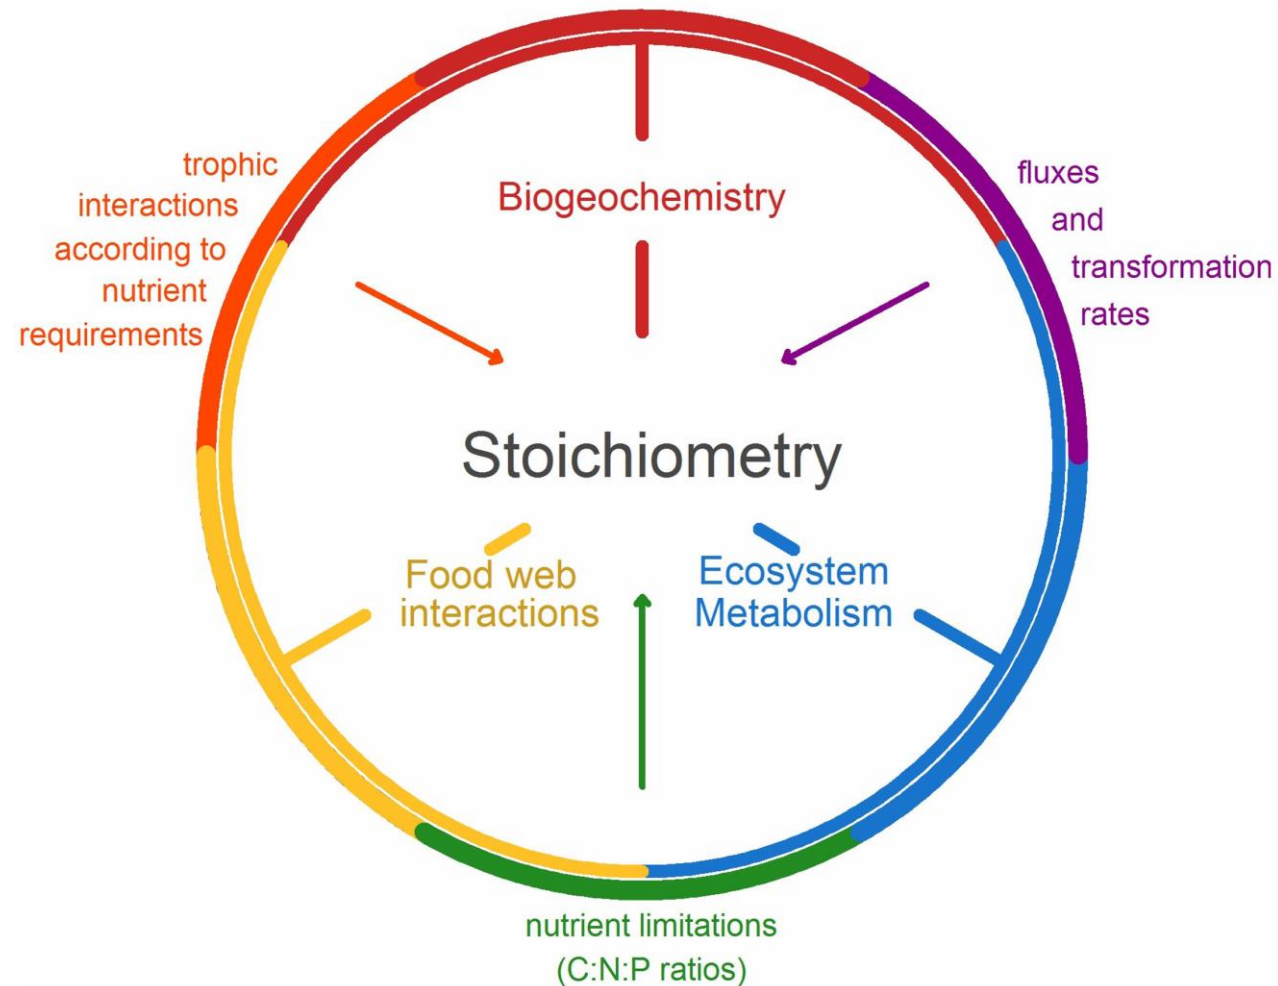 trophic
interactions
according to
nutrient
requirements
Biogeochemistry
fluxes
and
transformation
rates
Stoichiometry
Food web
interactions
Ecosystem
Metabolism
nutrient limitations
(C:N:P ratios)